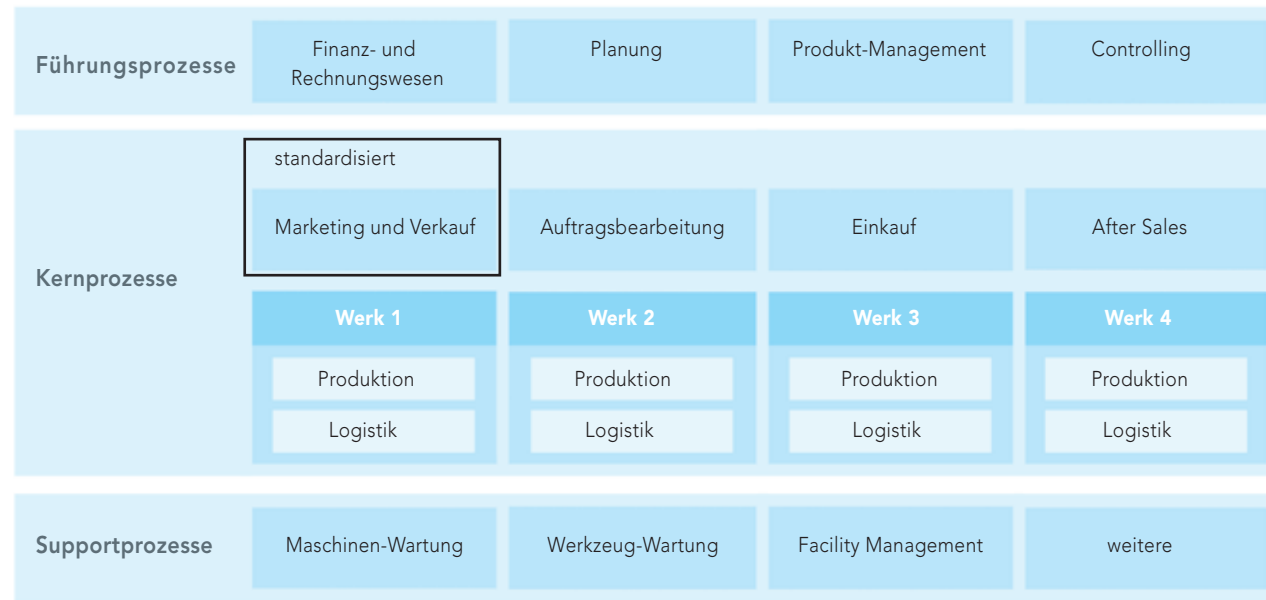 Führungsprozesse
Finanz- und
Rechnungswesen
Planung
Produkt-Management
Controlling
Kernprozesse
standardisiert
Marketing und Verkauf
Auftragsbearbeitung
Einkauf
After Sales
Werk 1
Werk 2
Werk 3
Werk 4
Produktion
Produktion
Produktion
Produktion
Logistik
Logistik
Logistik
Logistik
Supportprozesse
Maschinen-Wartung
Werkzeug-Wartung
Facility Management
weitere